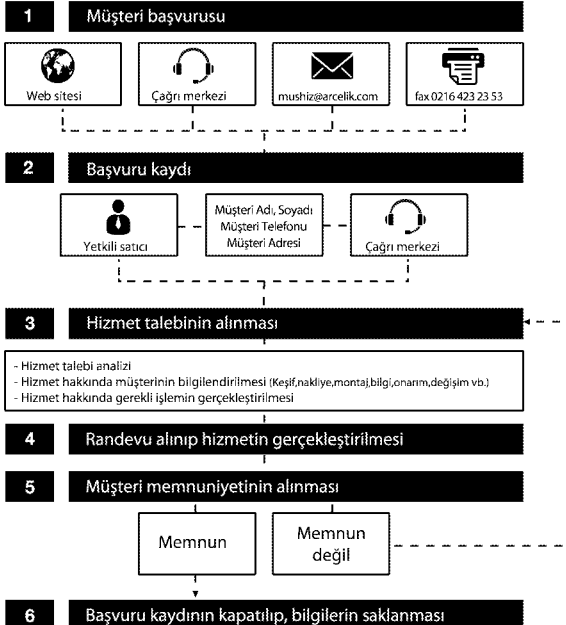 1 Müşteri başvurusu
Web sitesi
Çağrı merkezi
mushiz@arcelik.com
fax 0216 423 23 53
2 Başvuru kaydı
Yetkili satıcı
Müşteri Adı, Soyadı
Müşteri Telefonu
Müşteri Adresi
Çağrı merkezi
3 Hizmet talebinin alınması
- Hizmet talebi analizi
- Hizmet hakkında müşterinin bilgilendirilmesi (Keşif,nakliye,montaj,bilgi,onarım,değişim vb.)
- Hizmet hakkında gerekli işlemin gerçekleştirilmesi
4 Randevu alınıp hizmetin gerçekleştirilmesi
5 Müşteri memnuniyetinin alınması
Memnun
Memnun
değil
6 Başvuru kaydının kapatılıp, bilgilerin saklanması